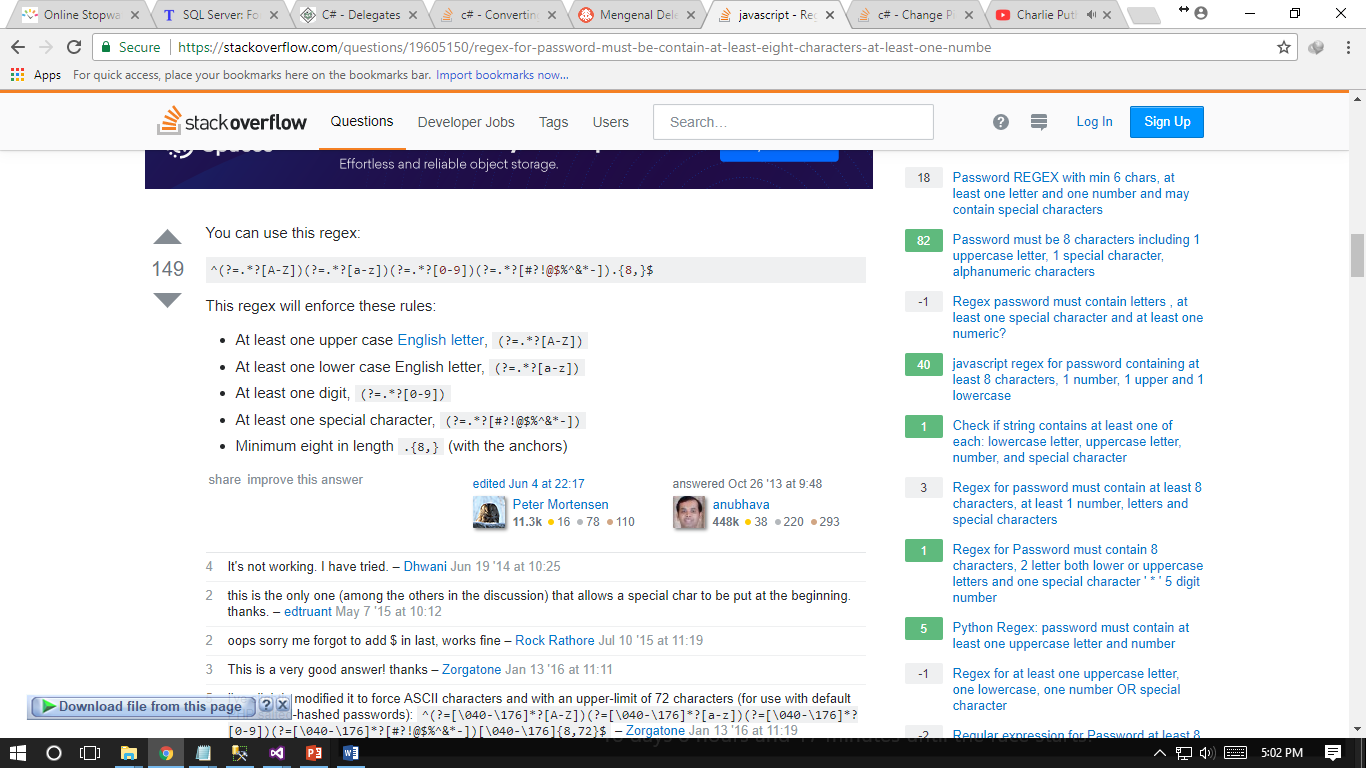 Online Stopwa
SQL Server: Fo
C# - Delegates
c# - Convertin
Mengenal Dele
javascript - Re
c# - Change P
Charlie Put
Secure
https://stackoverflow.com/questions/19605150/regex-for-password-must-be-contain-at-least-eight-characters-at-least-one-numbe
Apps
For quick access, place your bookmarks here on the bookmarks bar. Import bookmarks now...
stackoverflow
Questions
Developer Jobs
Tags
Users
Search...
Log In
Sign Up
Effortless and reliable object storage.
149
You can use this regex:
^(?=.*?[A-Z])(?=.*?[a-z])(?=.*?[0-9])(?=.*?[#?!@$%^&*-]).{8,}$
This regex will enforce these rules:
• At least one upper case English letter, (?=.*?[A-Z])
• At least one lower case English letter, (?=.*?[a-z])
• At least one digit, (?=.*?[0-9])
• At least one special character, (?=.*?[#?!@$%^&*-])
• Minimum eight in length .{8,} (with the anchors)
share improve this answer
edited Jun 4 at 22:17
Peter Mortensen
11.3k ●16 ●78 ●110
answered Oct 26 '13 at 9:48
anubhava
448k ●38 ●220 ●293
4 It's not working. I have tried. – Dhwani Jun 19 '14 at 10:25
2 this is the only one (among the others in the discussion) that allows a special char to be put at the beginning.
thanks. – edtruant May 7 '15 at 10:12
2 oops sorry me forgot to add $ in last, works fine – Rock Rathore Jul 10 '15 at 11:19
3 This is a very good answer! thanks – Zorgatone Jan 13 '16 at 11:11
modified it to force ASCII characters and with an upper-limit of 72 characters (for use with default
-hashed passwords): ^(?=[\040-\176]*?[A-Z])(?=[\040-\176]*?[a-z])(?=[\040-\176]*?
[0-9])(?=[\040-\176]*?[#?!@$%^&*-])[\040-\176]{8,72}$ – Zorgatone Jan 13 '16 at 11:19
18 Password REGEX with min 6 chars, at
least one letter and one number and may
contain special characters
82 Password must be 8 characters including 1
uppercase letter, 1 special character,
alphanumeric characters
-1 Regex password must contain letters , at
least one special character and at least one
numeric?
40 javascript regex for password containing at
least 8 characters, 1 number, 1 upper and 1
lowercase
1 Check if string contains at least one of
each: lowercase letter, uppercase letter,
number, and special character
3 Regex for password must contain at least 8
characters, at least 1 number, letters and
special characters
1 Regex for Password must contain 8
characters, 2 letter both lower or uppercase
letters and one special character ' * ' 5 digit
number
5 Python Regex: password must contain at
least one uppercase letter and number
-1 Regex for at least one uppercase letter,
one lowercase, one number OR special
character
-2 Regular expression for Password at least 8
Download file from this page
5:02 PM